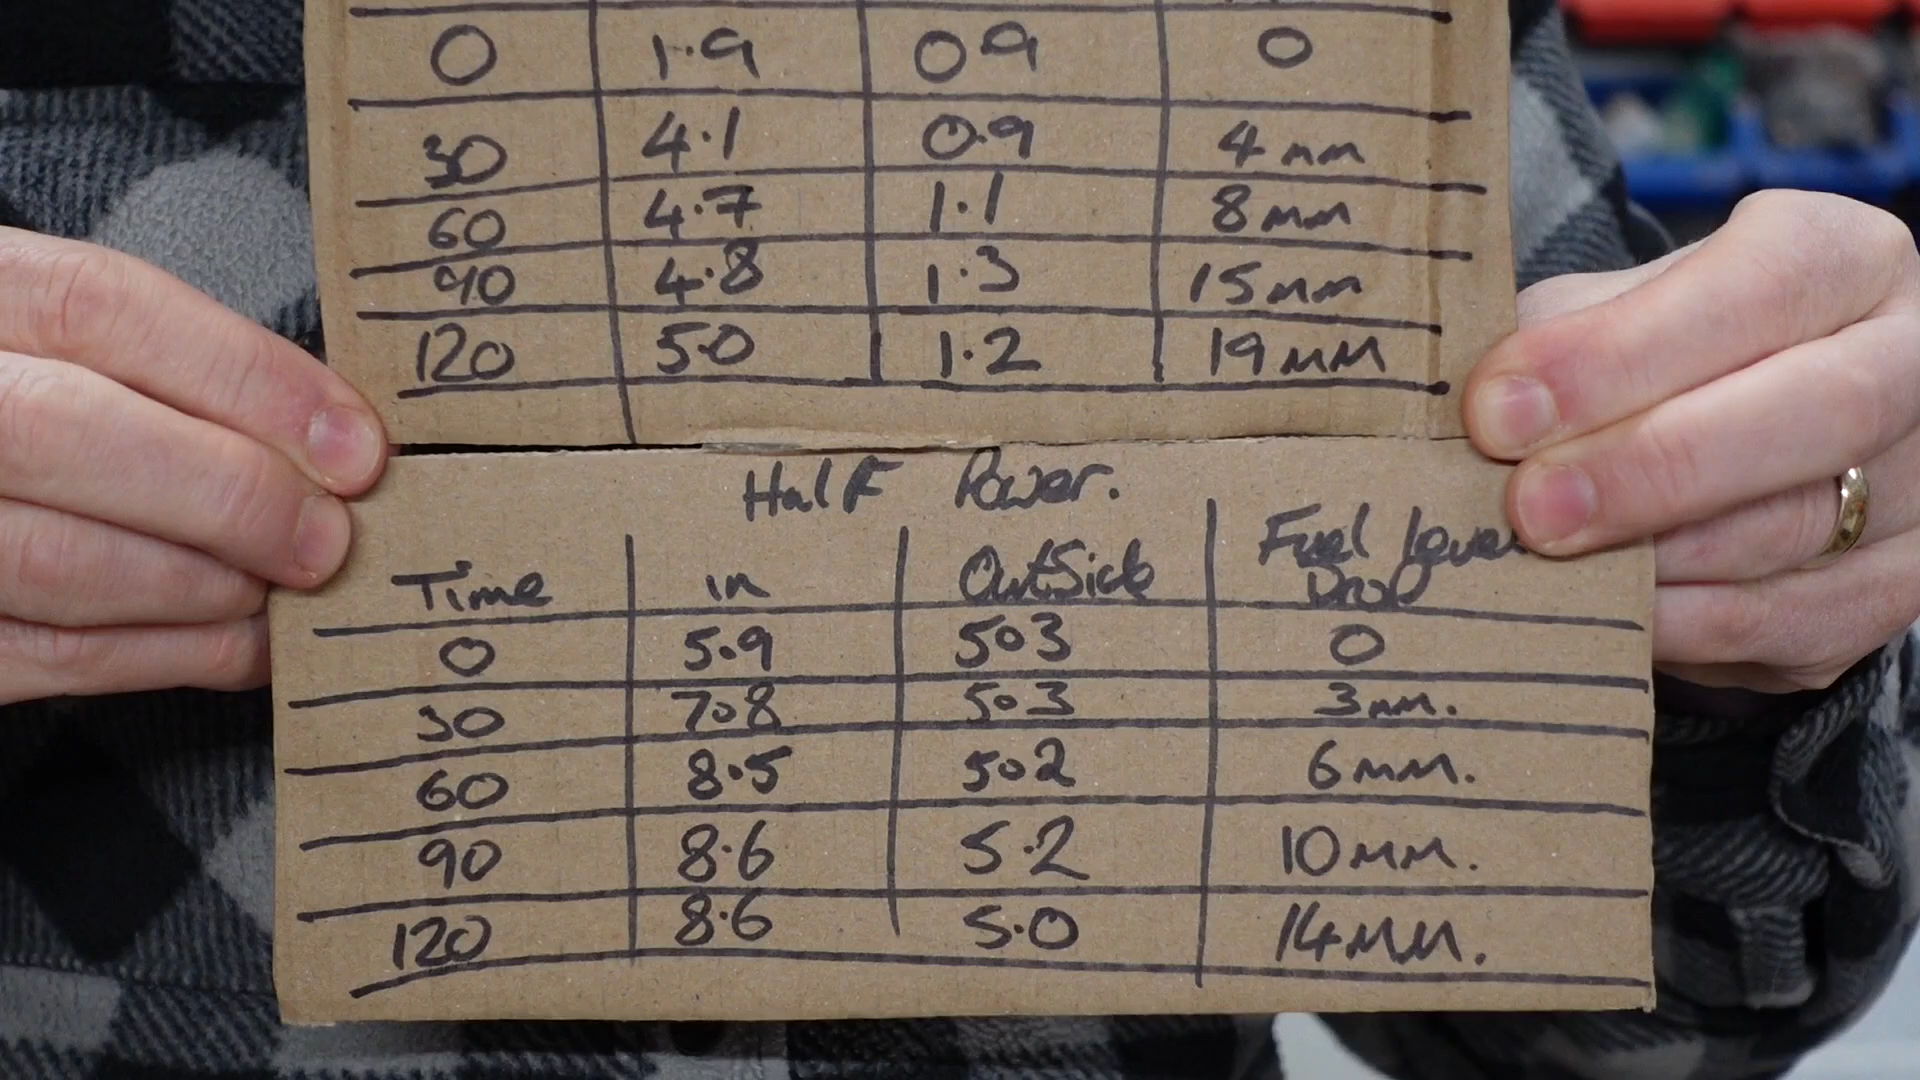 0 1.9 0.9 0
30 4.1 0.9 4mm
60 4.7 1.1 8mm
90 4.8 1.3 15mm
120 5.0 1.2 19mm
Half Power.
Time in Outside Fuel level
Drop
0 5.9 5.3 0
30 7.8 5.3 3mm.
60 8.5 5.2 6mm.
90 8.6 5.2 10mm.
120 8.6 5.0 14mm.